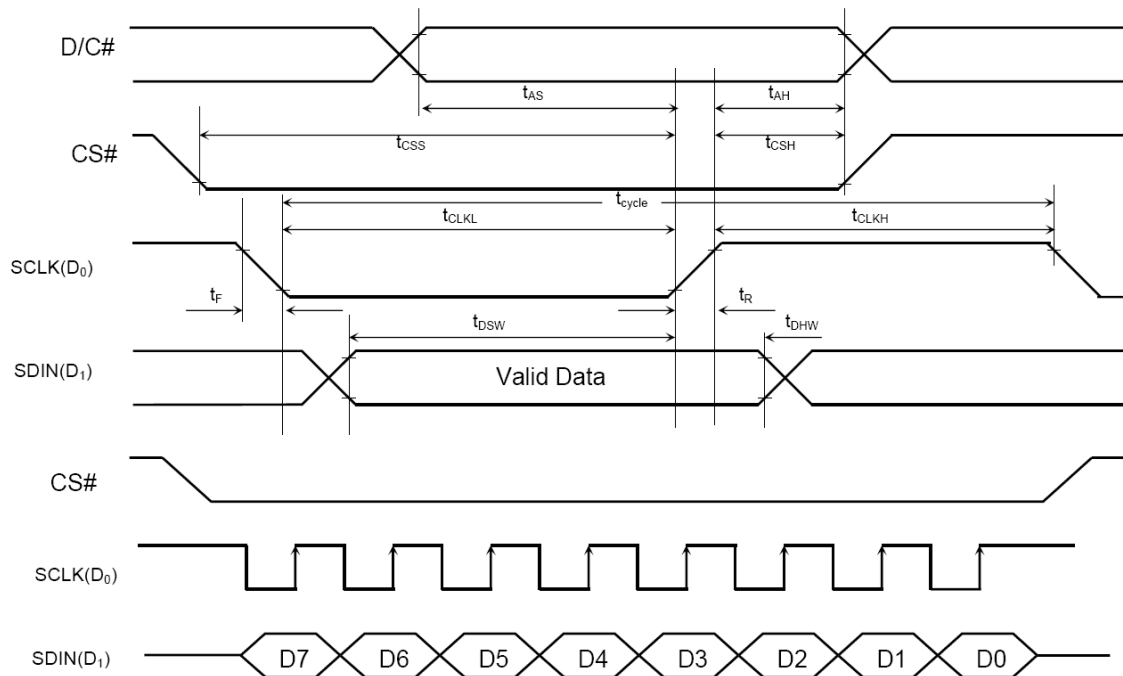 D/C#
tAS
tAH
tCSS
tCSH
CS#
tcycle
tCLKL
tCLKH
SCLK(D0)
tF
tR
tDSW
tDHW
SDIN(D1)
Valid Data
CS#
SCLK(D0)
SDIN(D1)
D7 D6 D5 D4 D3 D2 D1 D0